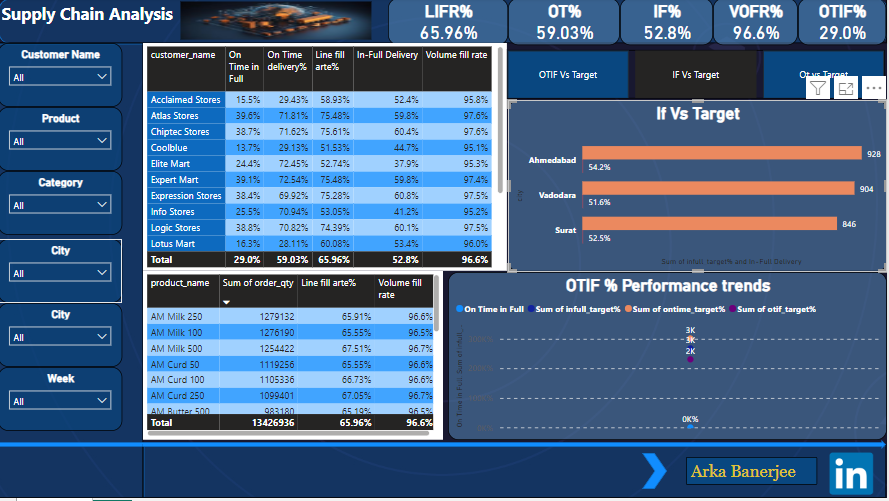 Supply Chain Analysis
LIFR%
65.96%
OT%
59.03%
IF%
52.8%
VOFR%
96.6%
OTIF%
29.0%
Customer Name
All
Product
All
Category
All
City
All
City
All
Week
All
customer_name On Time in Full On Time delivery% Line fill arte% In-Full Delivery Volume fill rate
Acclaimed Stores 15.5% 29.43% 58.93% 52.4% 95.8%
Atlas Stores 39.6% 71.81% 75.48% 59.8% 97.6%
Chiptec Stores 38.7% 71.62% 75.61% 60.4% 97.6%
Coolblue 13.7% 29.13% 51.53% 44.7% 95.1%
Elite Mart 24.4% 72.45% 52.74% 37.9% 95.3%
Expert Mart 39.1% 72.54% 75.48% 59.8% 97.4%
Expression Stores 38.4% 69.92% 75.28% 60.8% 97.5%
Info Stores 25.5% 70.94% 53.05% 41.2% 95.2%
Logic Stores 38.8% 70.82% 74.39% 60.1% 97.5%
Lotus Mart 16.3% 28.11% 60.08% 53.4% 96.0%
Total 29.0% 59.03% 65.96% 52.8% 96.6%
OTIF Vs Target
IF Vs Target
Ot vs Target
If Vs Target
City
Ahmedabad 928
54.2%
Vadodara 904
51.6%
Surat 846
52.5%
Sum of infull_target% and In-Full Delivery
product_name Sum of order_qty Line fill arte% Volume fill rate
AM Milk 250 1279132 65.91% 96.6%
AM Milk 100 1276190 65.55% 96.5%
AM Milk 500 1254422 67.51% 96.7%
AM Curd 50 1119256 65.55% 96.6%
AM Curd 100 1105336 66.73% 96.6%
AM Curd 250 1099401 67.05% 96.7%
AM Butter 500 983180 65.19% 96.5%
Total 13426936 65.96% 96.6%
OTIF % Performance trends
On Time in Full Sum of infull_target% Sum of ontime_target% Sum of otif_target%
On Time in Full, Sum of infull...
3K
3K
2K
0K%
Arka Banerjee
in